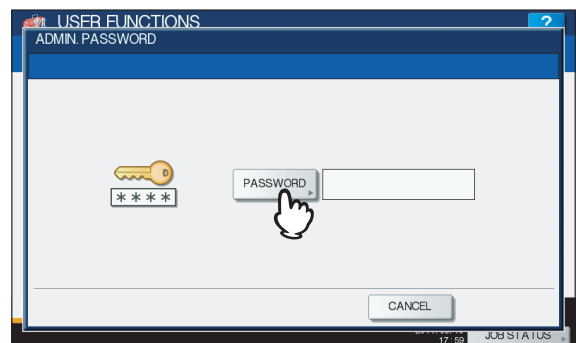 USER FUNCTIONS
?
ADMIN. PASSWORD
PASSWORD
****
CANCEL
17:59 JOB STATUS